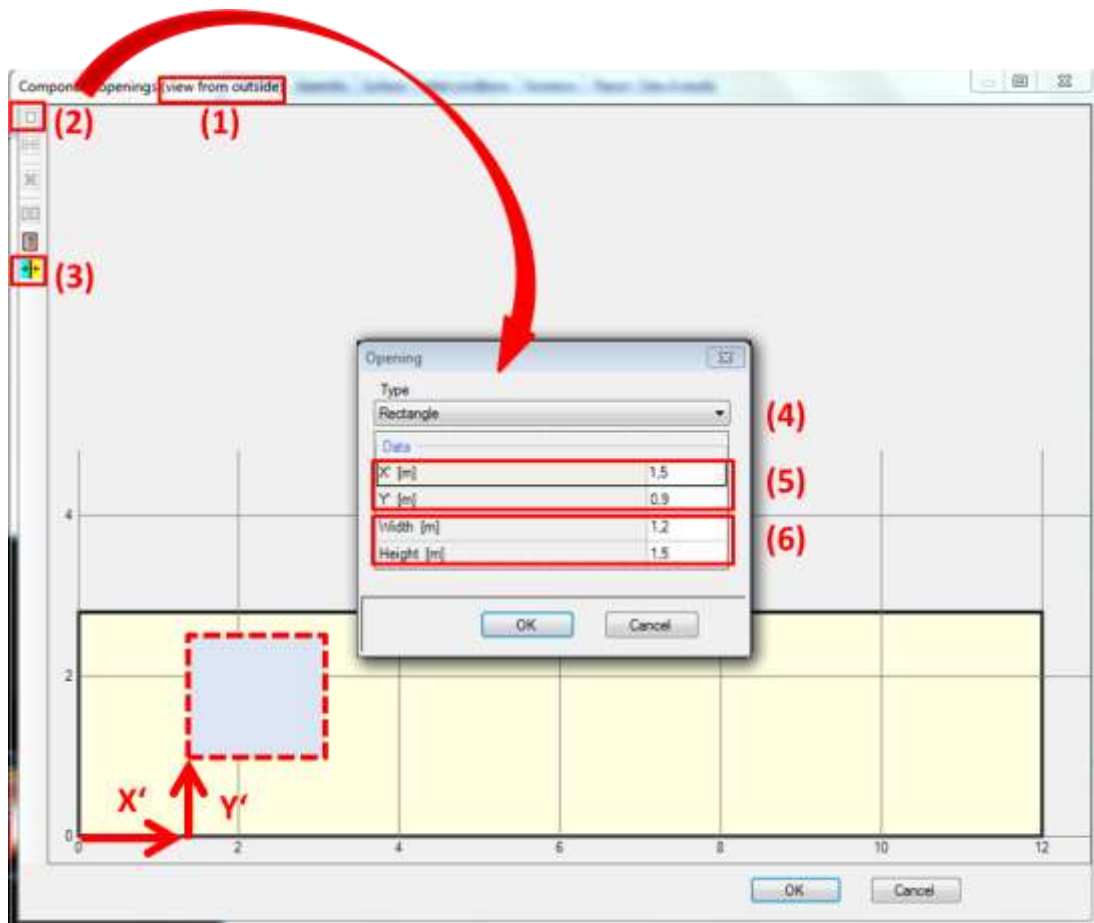 Component openings (view from outside)
(2)
(1)
(3)
Opening
Type
Rectangle
(4)
Data
X' [m] 1,5
(5)
Y' [m] 0.9
Width [m] 1.2
(6)
Height [m] 1.5
OK Cancel
4
2
X‘ Y‘
0
0 2 4 6 8 10 12
OK Cancel